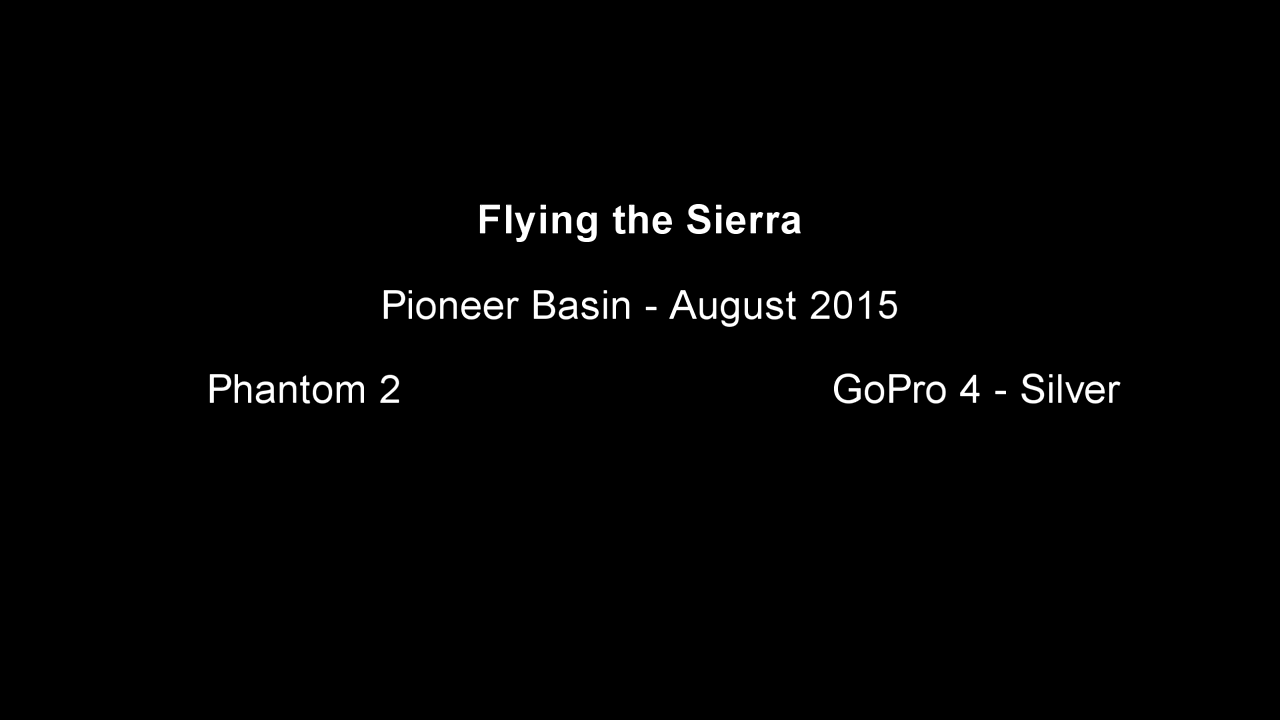 Flying the Sierra
Pioneer Basin - August 2015
Phantom 2 GoPro 4 - Silver